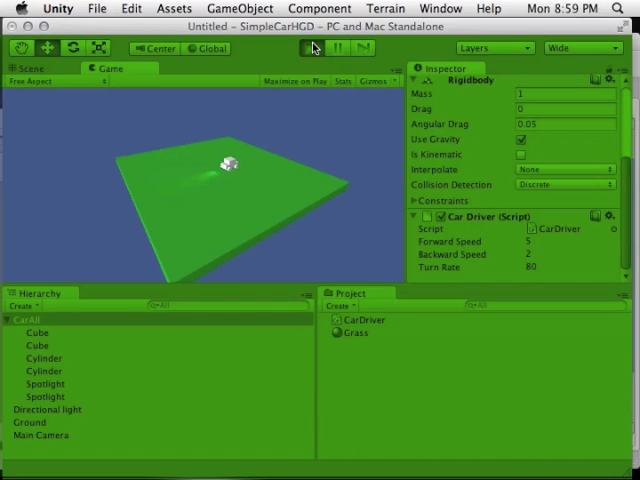 Unity File Edit Assets GameObject Component Terrain Window Mon 8:59 PM
Untitled - SimpleCarHGD - PC and Mac Standalone
Center Global Layers Wide
Scene Game
Free Aspect Maximize on Play Stats Gizmos
Inspector
Rigidbody
Mass 1
Drag 0
Angular Drag 0.05
Use Gravity
Is Kinematic
Interpolate None
Collision Detection Discrete
Constraints
Car Driver (Script)
Script CarDriver
Forward Speed 5
Backward Speed 2
Turn Rate 80
Hierarchy
Create All
CarAll
Cube
Cube
Cylinder
Cylinder
Spotlight
Spotlight
Directional light
Ground
Main Camera
Project
Create All
CarDriver
Grass